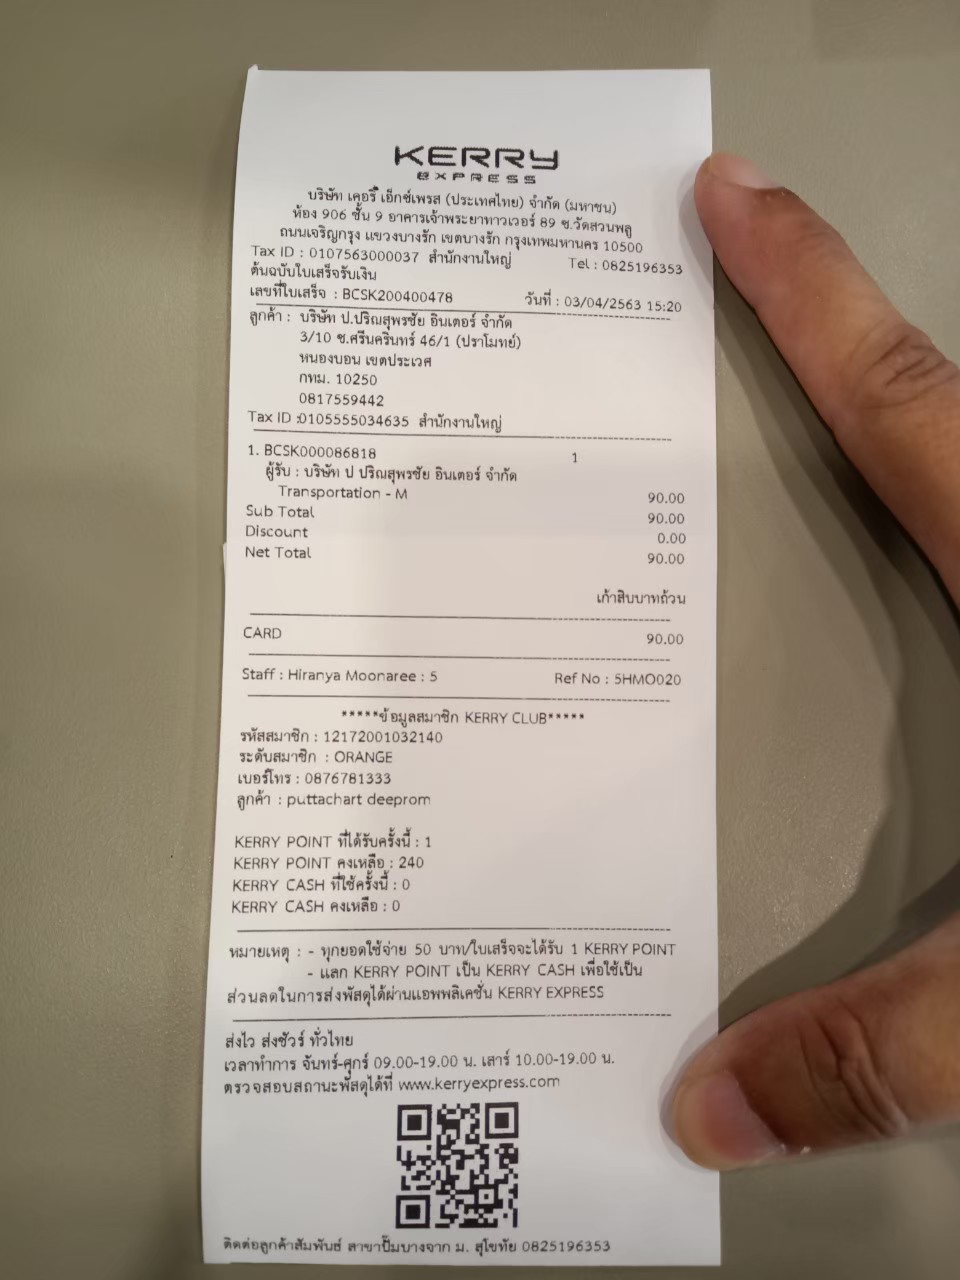 KERRY
EXPRESS
บริษัท เคอรี่ เอ็กซ์เพรส (ประเทศไทย) จำกัด (มหาชน)
ห้อง 906 ชั้น 9 อาคารเจ้าพระยาทาวเวอร์ 89 ซ.วัดสวนพลู
ถนนเจริญกรุง แขวงบางรัก เขตบางรัก กรุงเทพมหานคร 10500
Tax ID : 0107563000037 สำนักงานใหญ่ Tel : 0825196353
ต้นฉบับใบเสร็จรับเงิน
เลขที่ใบเสร็จ : BCSK200400478 วันที่ : 03/04/2563 15:20
ลูกค้า : บริษัท ป.ปริณสุพรชัย อินเตอร์ จำกัด
3/10 ซ.ศรีนครินทร์ 46/1 (ปราโมทย์)
หนองบอน เขตประเวศ
กทม. 10250
0817559442
Tax ID :0105555034635 สำนักงานใหญ่
1. BCSK000086818 1
ผู้รับ : บริษัท ป ปริณสุพรชัย อินเตอร์ จำกัด
Transportation - M 90.00
Sub Total 90.00
Discount 0.00
Net Total 90.00
เก้าสิบบาทถ้วน
CARD 90.00
Staff : Hiranya Moonaree : 5 Ref No : 5HMO020
*****ข้อมูลสมาชิก KERRY CLUB*****
รหัสสมาชิก : 12172001032140
ระดับสมาชิก : ORANGE
เบอร์โทร : 0876781333
ลูกค้า : puttachart deeprom
KERRY POINT ที่ได้รับครั้งนี้ : 1
KERRY POINT คงเหลือ : 240
KERRY CASH ที่ใช้ครั้งนี้ : 0
KERRY CASH คงเหลือ : 0
หมายเหตุ : - ทุกยอดใช้จ่าย 50 บาท/ใบเสร็จจะได้รับ 1 KERRY POINT
- แลก KERRY POINT เป็น KERRY CASH เพื่อใช้เป็น
ส่วนลดในการส่งพัสดุได้ผ่านแอพพลิเคชั่น KERRY EXPRESS
ส่งไว ส่งชัวร์ ทั่วไทย
เวลาทำการ จันทร์-ศุกร์ 09.00-19.00 น. เสาร์ 10.00-19.00 น.
ตรวจสอบสถานะพัสดุได้ที่ www.kerryexpress.com
ติดต่อลูกค้าสัมพันธ์ สาขาปั๊มบางจาก ม. สุโขทัย 0825196353